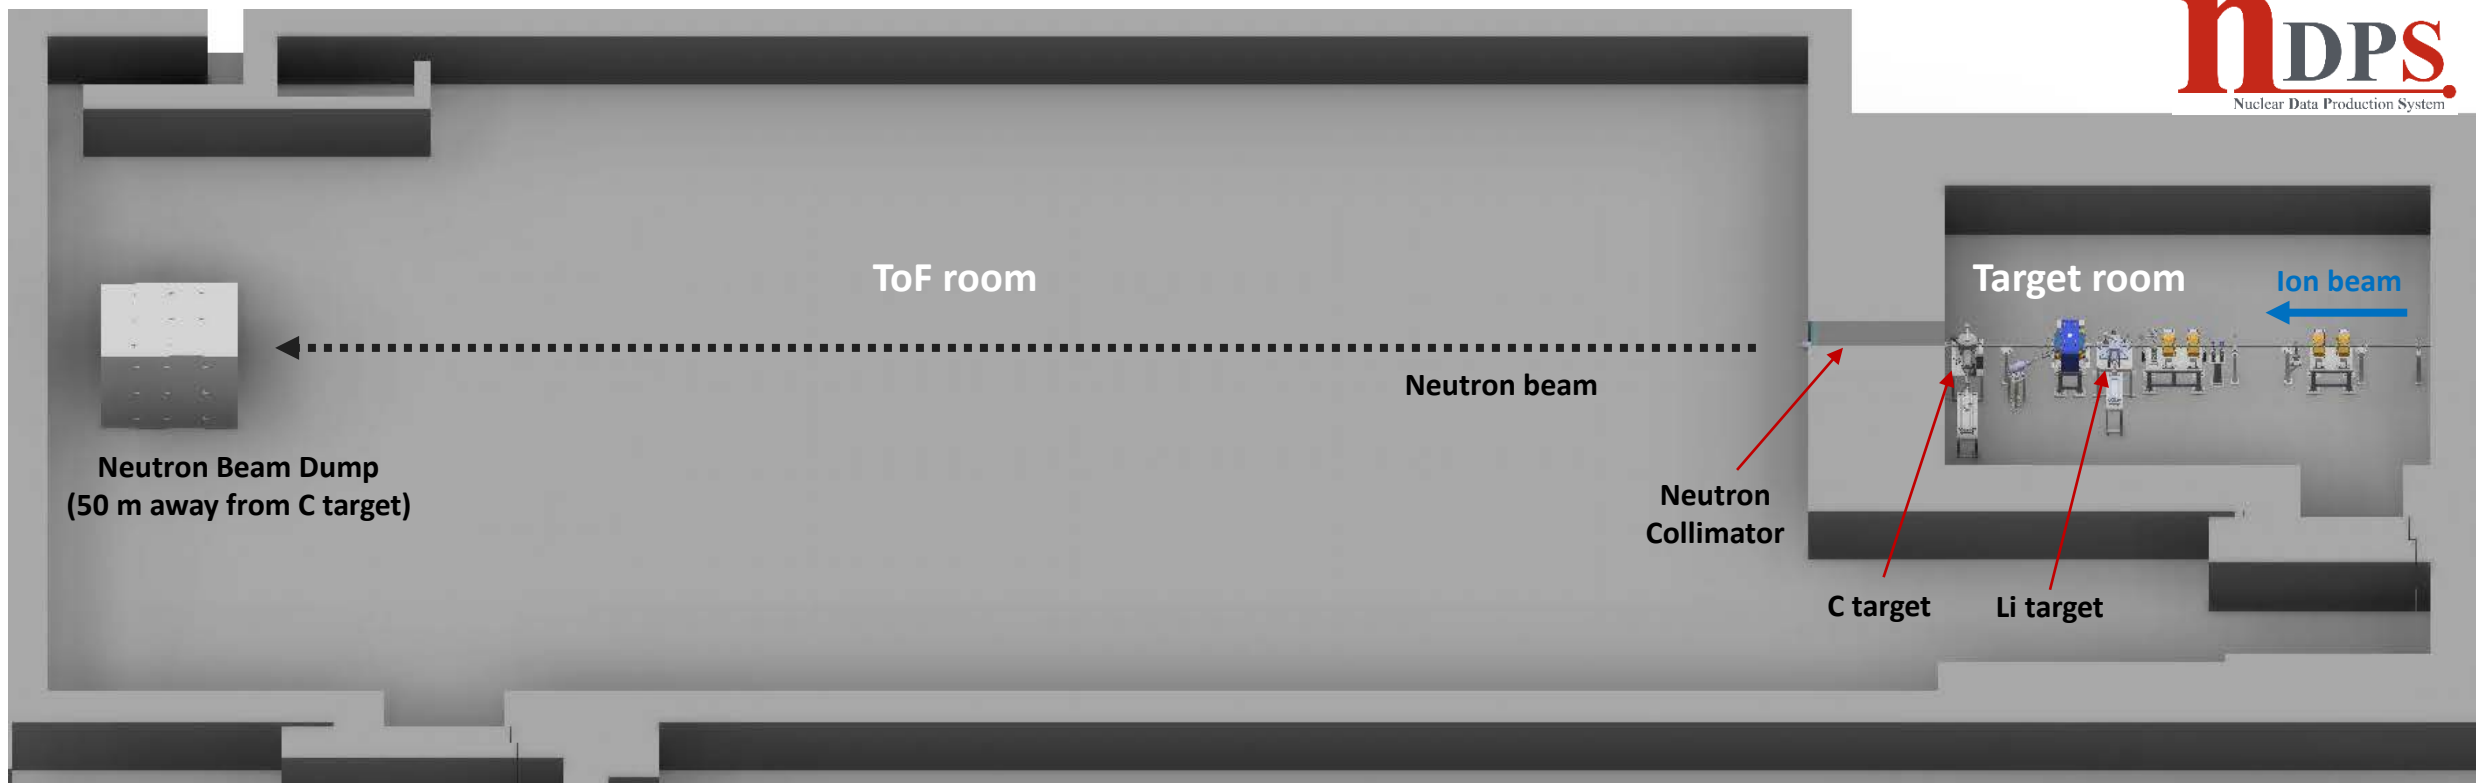 nDPS
Nuclear Data Production System
ToF room
Target room
Ion beam
Neutron beam
Neutron Beam Dump
(50 m away from C target)
Neutron
Collimator
C target
Li target